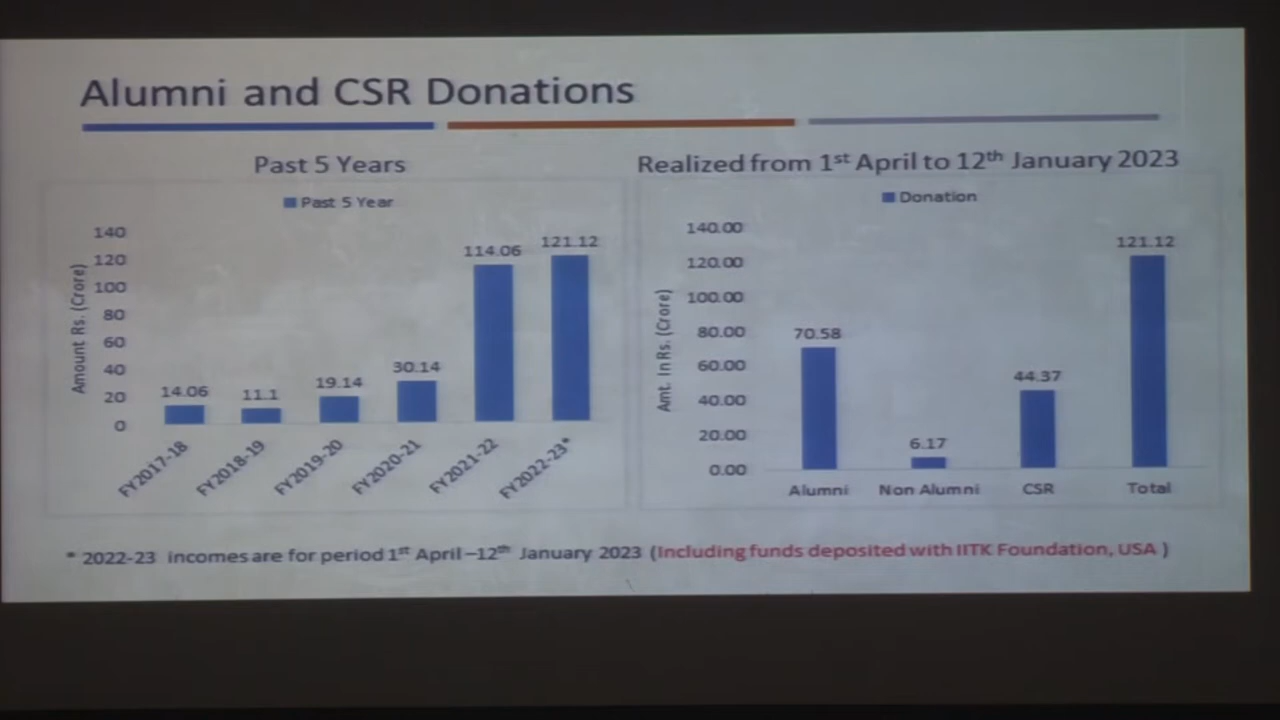 Alumni and CSR Donations
Past 5 Years
Past 5 Year
Amount Rs. (Crore)
140
120
100
80
60
40
20
0
14.06
11.1
19.14
30.14
114.06
121.12
FY2017-18
FY2018-19
FY2019-20
FY2020-21
FY2021-22
FY2022-23*
Realized from 1st April to 12th January 2023
Donation
Amt. In Rs. (Crore)
140.00
120.00
100.00
80.00
60.00
40.00
20.00
0.00
70.58
6.17
44.37
121.12
Alumni
Non Alumni
CSR
Total
* 2022-23 incomes are for period 1st April –12th January 2023 (Including funds deposited with IITK Foundation, USA )